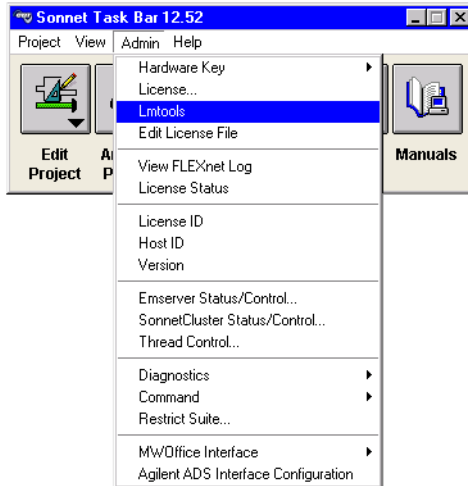 Sonnet Task Bar 12.52
Project View Admin Help
Hardware Key
License...
Lmtools
Edit License File
View FLEXnet Log
License Status
License ID
Host ID
Version
Emserver Status/Control...
SonnetCluster Status/Control...
Thread Control...
Diagnostics
Command
Restrict Suite...
MWOffice Interface
Agilent ADS Interface Configuration
Edit
Project
Manuals